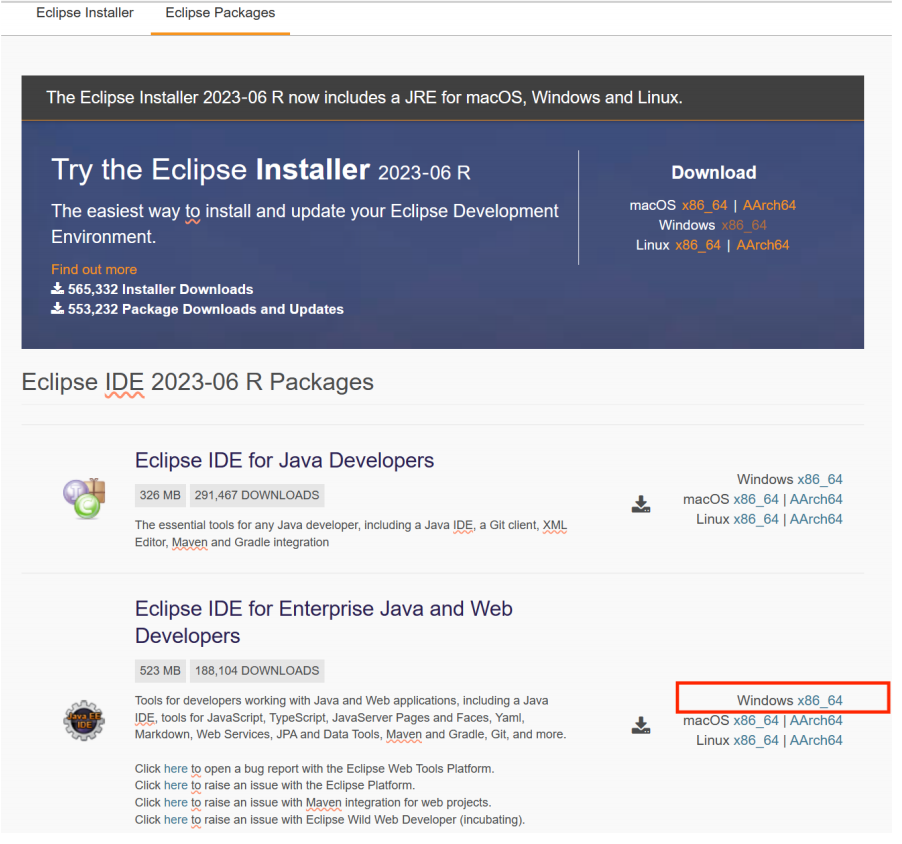 Eclipse Installer Eclipse Packages
The Eclipse Installer 2023-06 R now includes a JRE for macOS, Windows and Linux.
Try the Eclipse Installer 2023-06 R
The easiest way to install and update your Eclipse Development
Environment.
Find out more
565,332 Installer Downloads
553,232 Package Downloads and Updates
Download
macOS x86_64 | AArch64
Windows x86_64
Linux x86_64 | AArch64
Eclipse IDE 2023-06 R Packages
Eclipse IDE for Java Developers
326 MB 291,467 DOWNLOADS
The essential tools for any Java developer, including a Java IDE, a Git client, XML
Editor, Maven and Gradle integration
Windows x86_64
macOS x86_64 | AArch64
Linux x86_64 | AArch64
Eclipse IDE for Enterprise Java and Web
Developers
523 MB 188,104 DOWNLOADS
Java EE
IDE
Tools for developers working with Java and Web applications, including a Java
IDE, tools for JavaScript, TypeScript, JavaServer Pages and Faces, Yaml,
Markdown, Web Services, JPA and Data Tools, Maven and Gradle, Git, and more.
Click here to open a bug report with the Eclipse Web Tools Platform.
Click here to raise an issue with the Eclipse Platform.
Click here to raise an issue with Maven integration for web projects.
Click here to raise an issue with Eclipse Wild Web Developer (incubating).
Windows x86_64
macOS x86_64 | AArch64
Linux x86_64 | AArch64